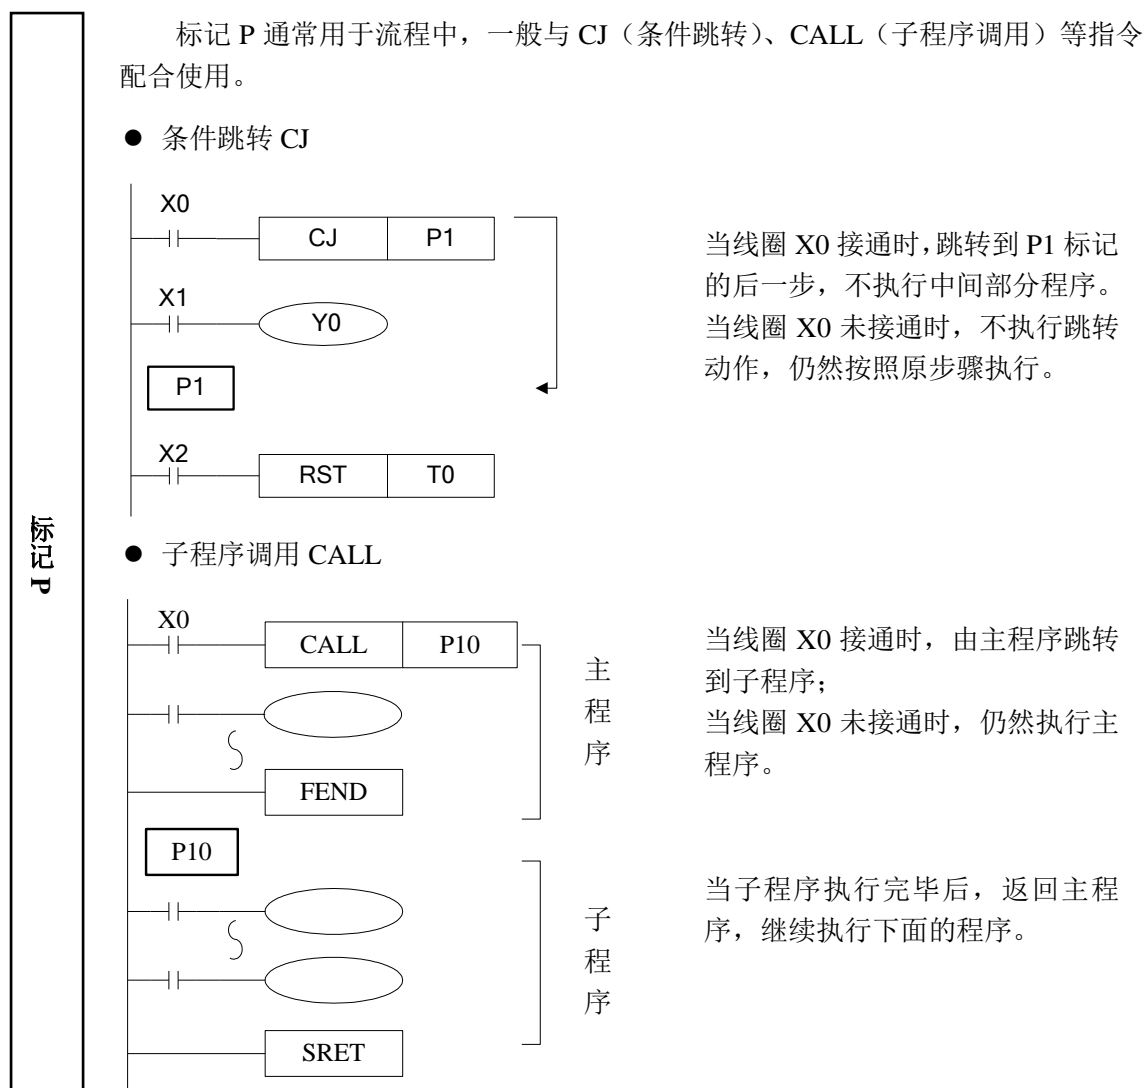 标记 P 通常用于流程中，一般与 CJ（条件跳转）、CALL（子程序调用）等指令
配合使用。
● 条件跳转 CJ
X0
CJ P1
X1
Y0
P1
X2
RST T0
当线圈 X0 接通时，跳转到 P1 标记
的后一步，不执行中间部分程序。
当线圈 X0 未接通时，不执行跳转
动作，仍然按照原步骤执行。
标记 P
● 子程序调用 CALL
X0
CALL P10
FEND
主程序
当线圈 X0 接通时，由主程序跳转
到子程序；
当线圈 X0 未接通时，仍然执行主
程序。
P10
SRET
子程序
当子程序执行完毕后，返回主程
序，继续执行下面的程序。